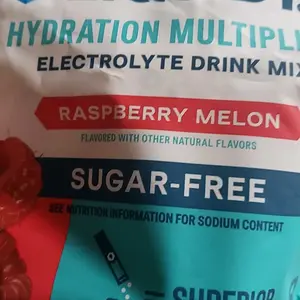 HYDRATION MULTIPLI
ELECTROLYTE DRINK MIX
RASPBERRY MELON
FLAVORED WITH OTHER NATURAL FLAVORS
SUGAR-FREE
SEE NUTRITION INFORMATION FOR SODIUM CONTENT
= SUPERIOR